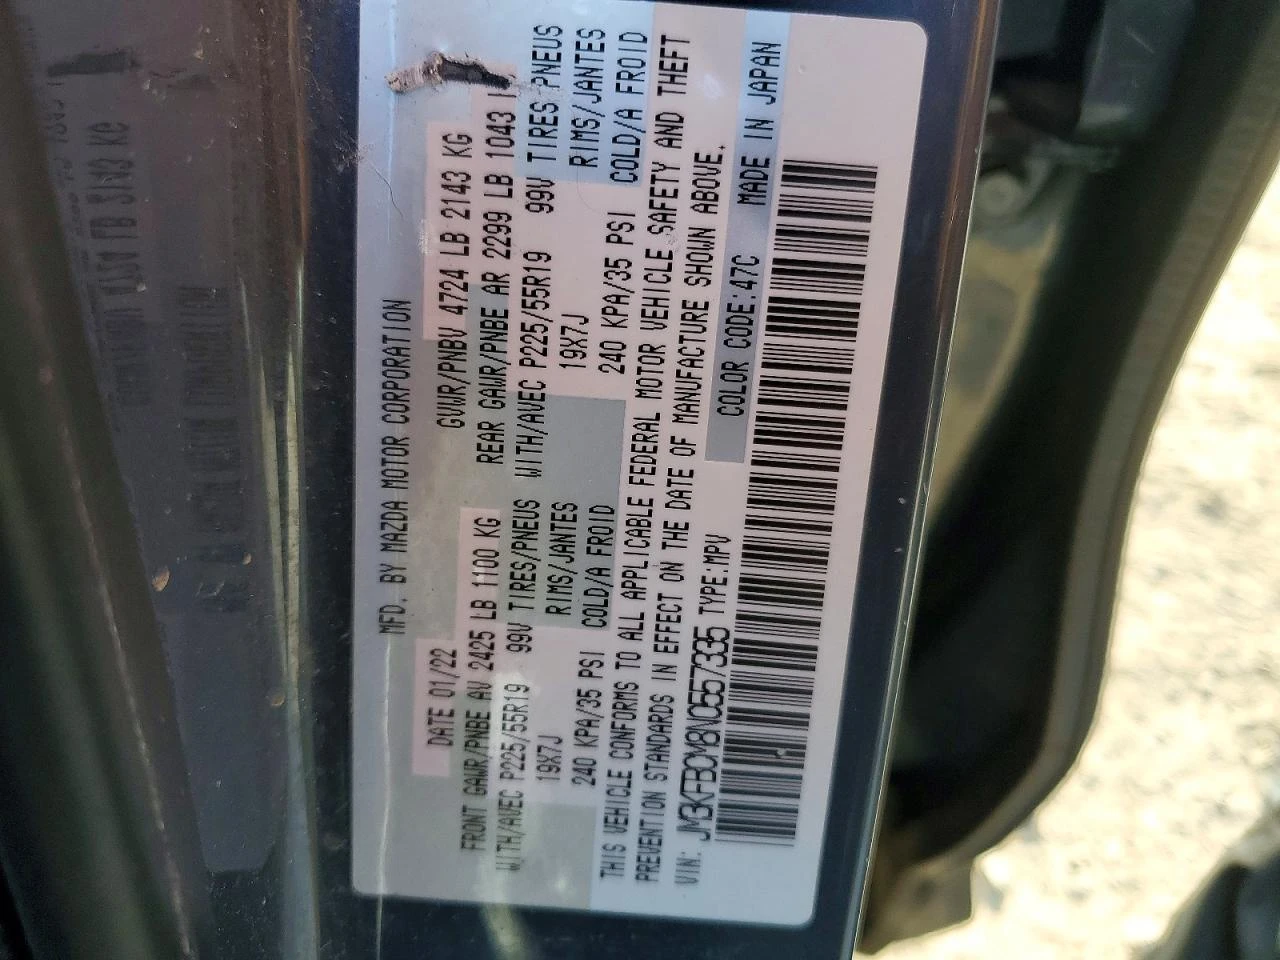 MFD. BY MAZDA MOTOR CORPORATION
DATE 01/22 GVWR/PNBV 4724 LB 2143 KG
FRONT GAWR/PNBE AV 2425 LB 1100 KG REAR GAWR/PNBE AR 2299 LB 1043
WITH/AVEC P225/55R19 99V TIRES/PNEUS WITH/AVEC P225/55R19 99V TIRES/PNEUS
19X7J RIMS/JANTES 19X7J RIMS/JANTES
240 KPA/35 PSI COLD/A FROID 240 KPA/35 PSI COLD/A FROID
THIS VEHICLE CONFORMS TO ALL APPLICABLE FEDERAL MOTOR VEHICLE SAFETY AND THEFT
PREVENTION STANDARDS IN EFFECT ON THE DATE OF MANUFACTURE SHOWN ABOVE.
VIN: JM3KFBCM8N0557335 TYPE:MPV COLOR CODE:47C MADE IN JAPAN